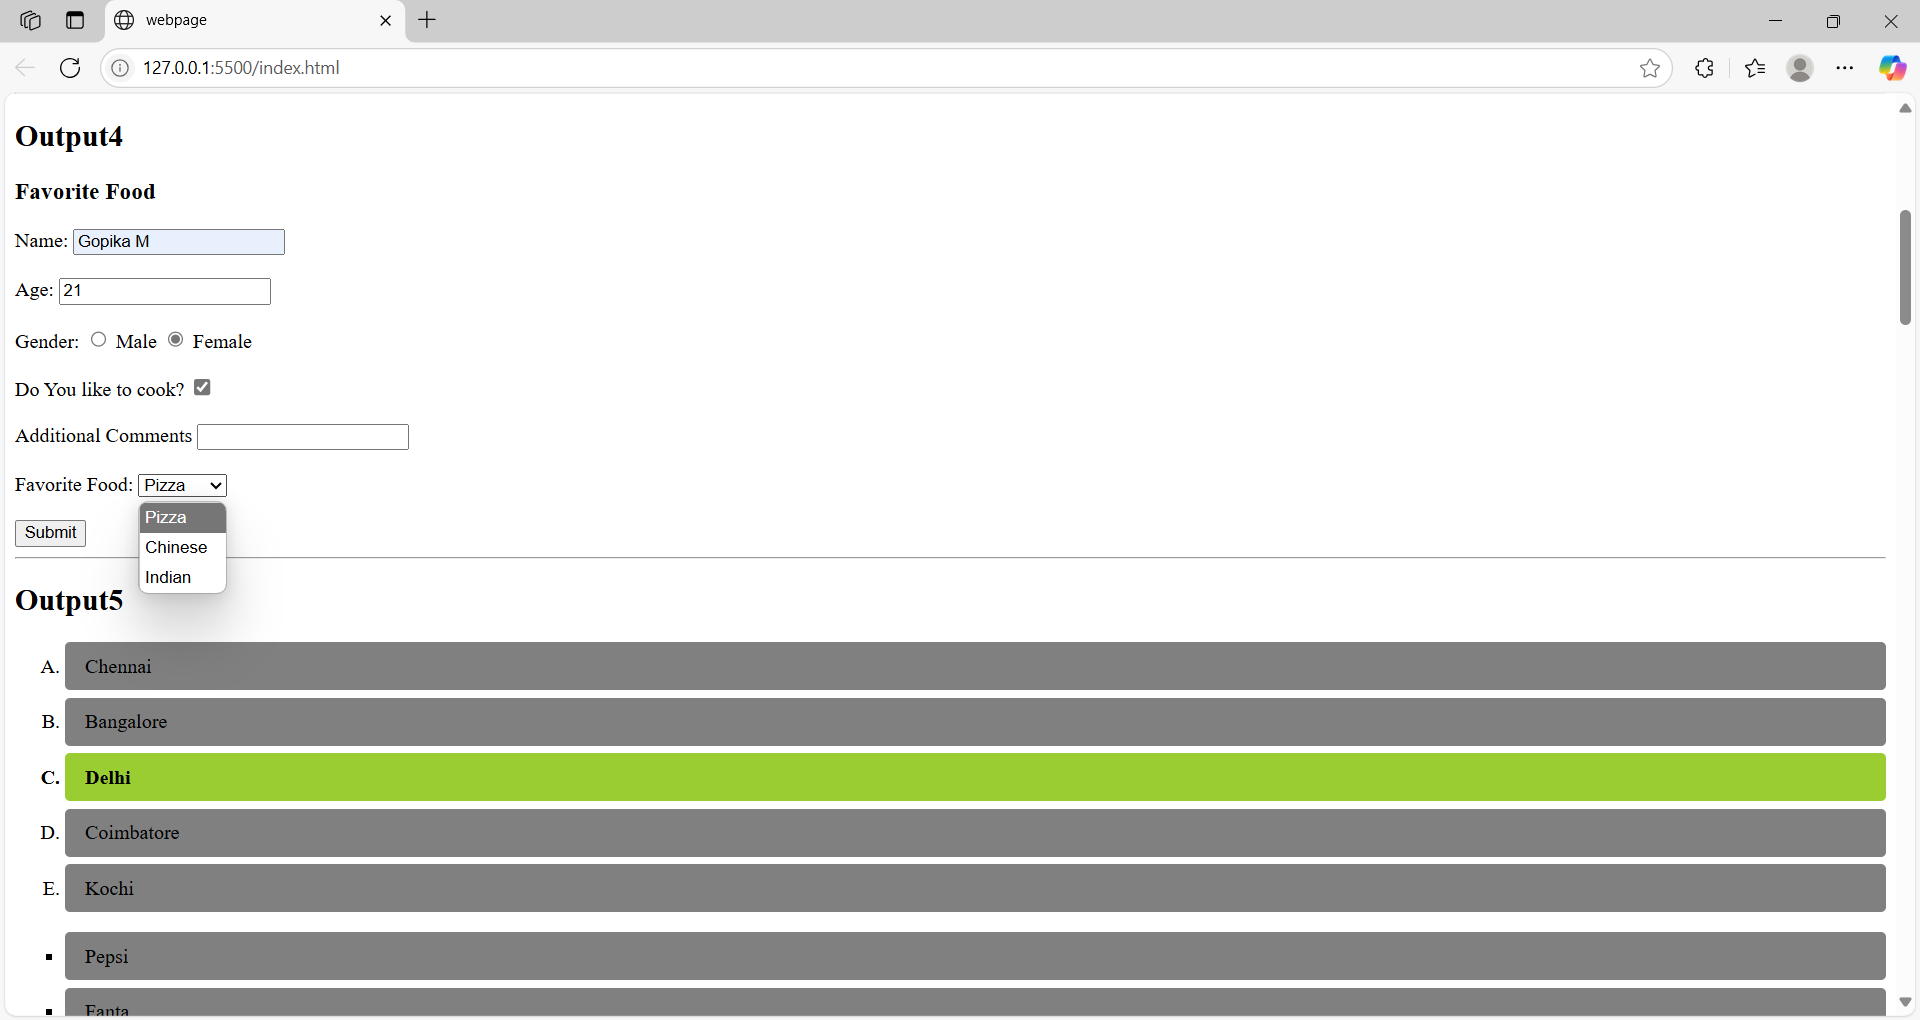 webpage
127.0.0.1:5500/index.html
Output4
Favorite Food
Name: Gopika M
Age: 21
Gender: Male Female
Do You like to cook?
Additional Comments
Favorite Food: Pizza
Pizza
Submit
Chinese
Indian
Output5
A. Chennai
B. Bangalore
C. Delhi
D. Coimbatore
E. Kochi
Pepsi
Fanta